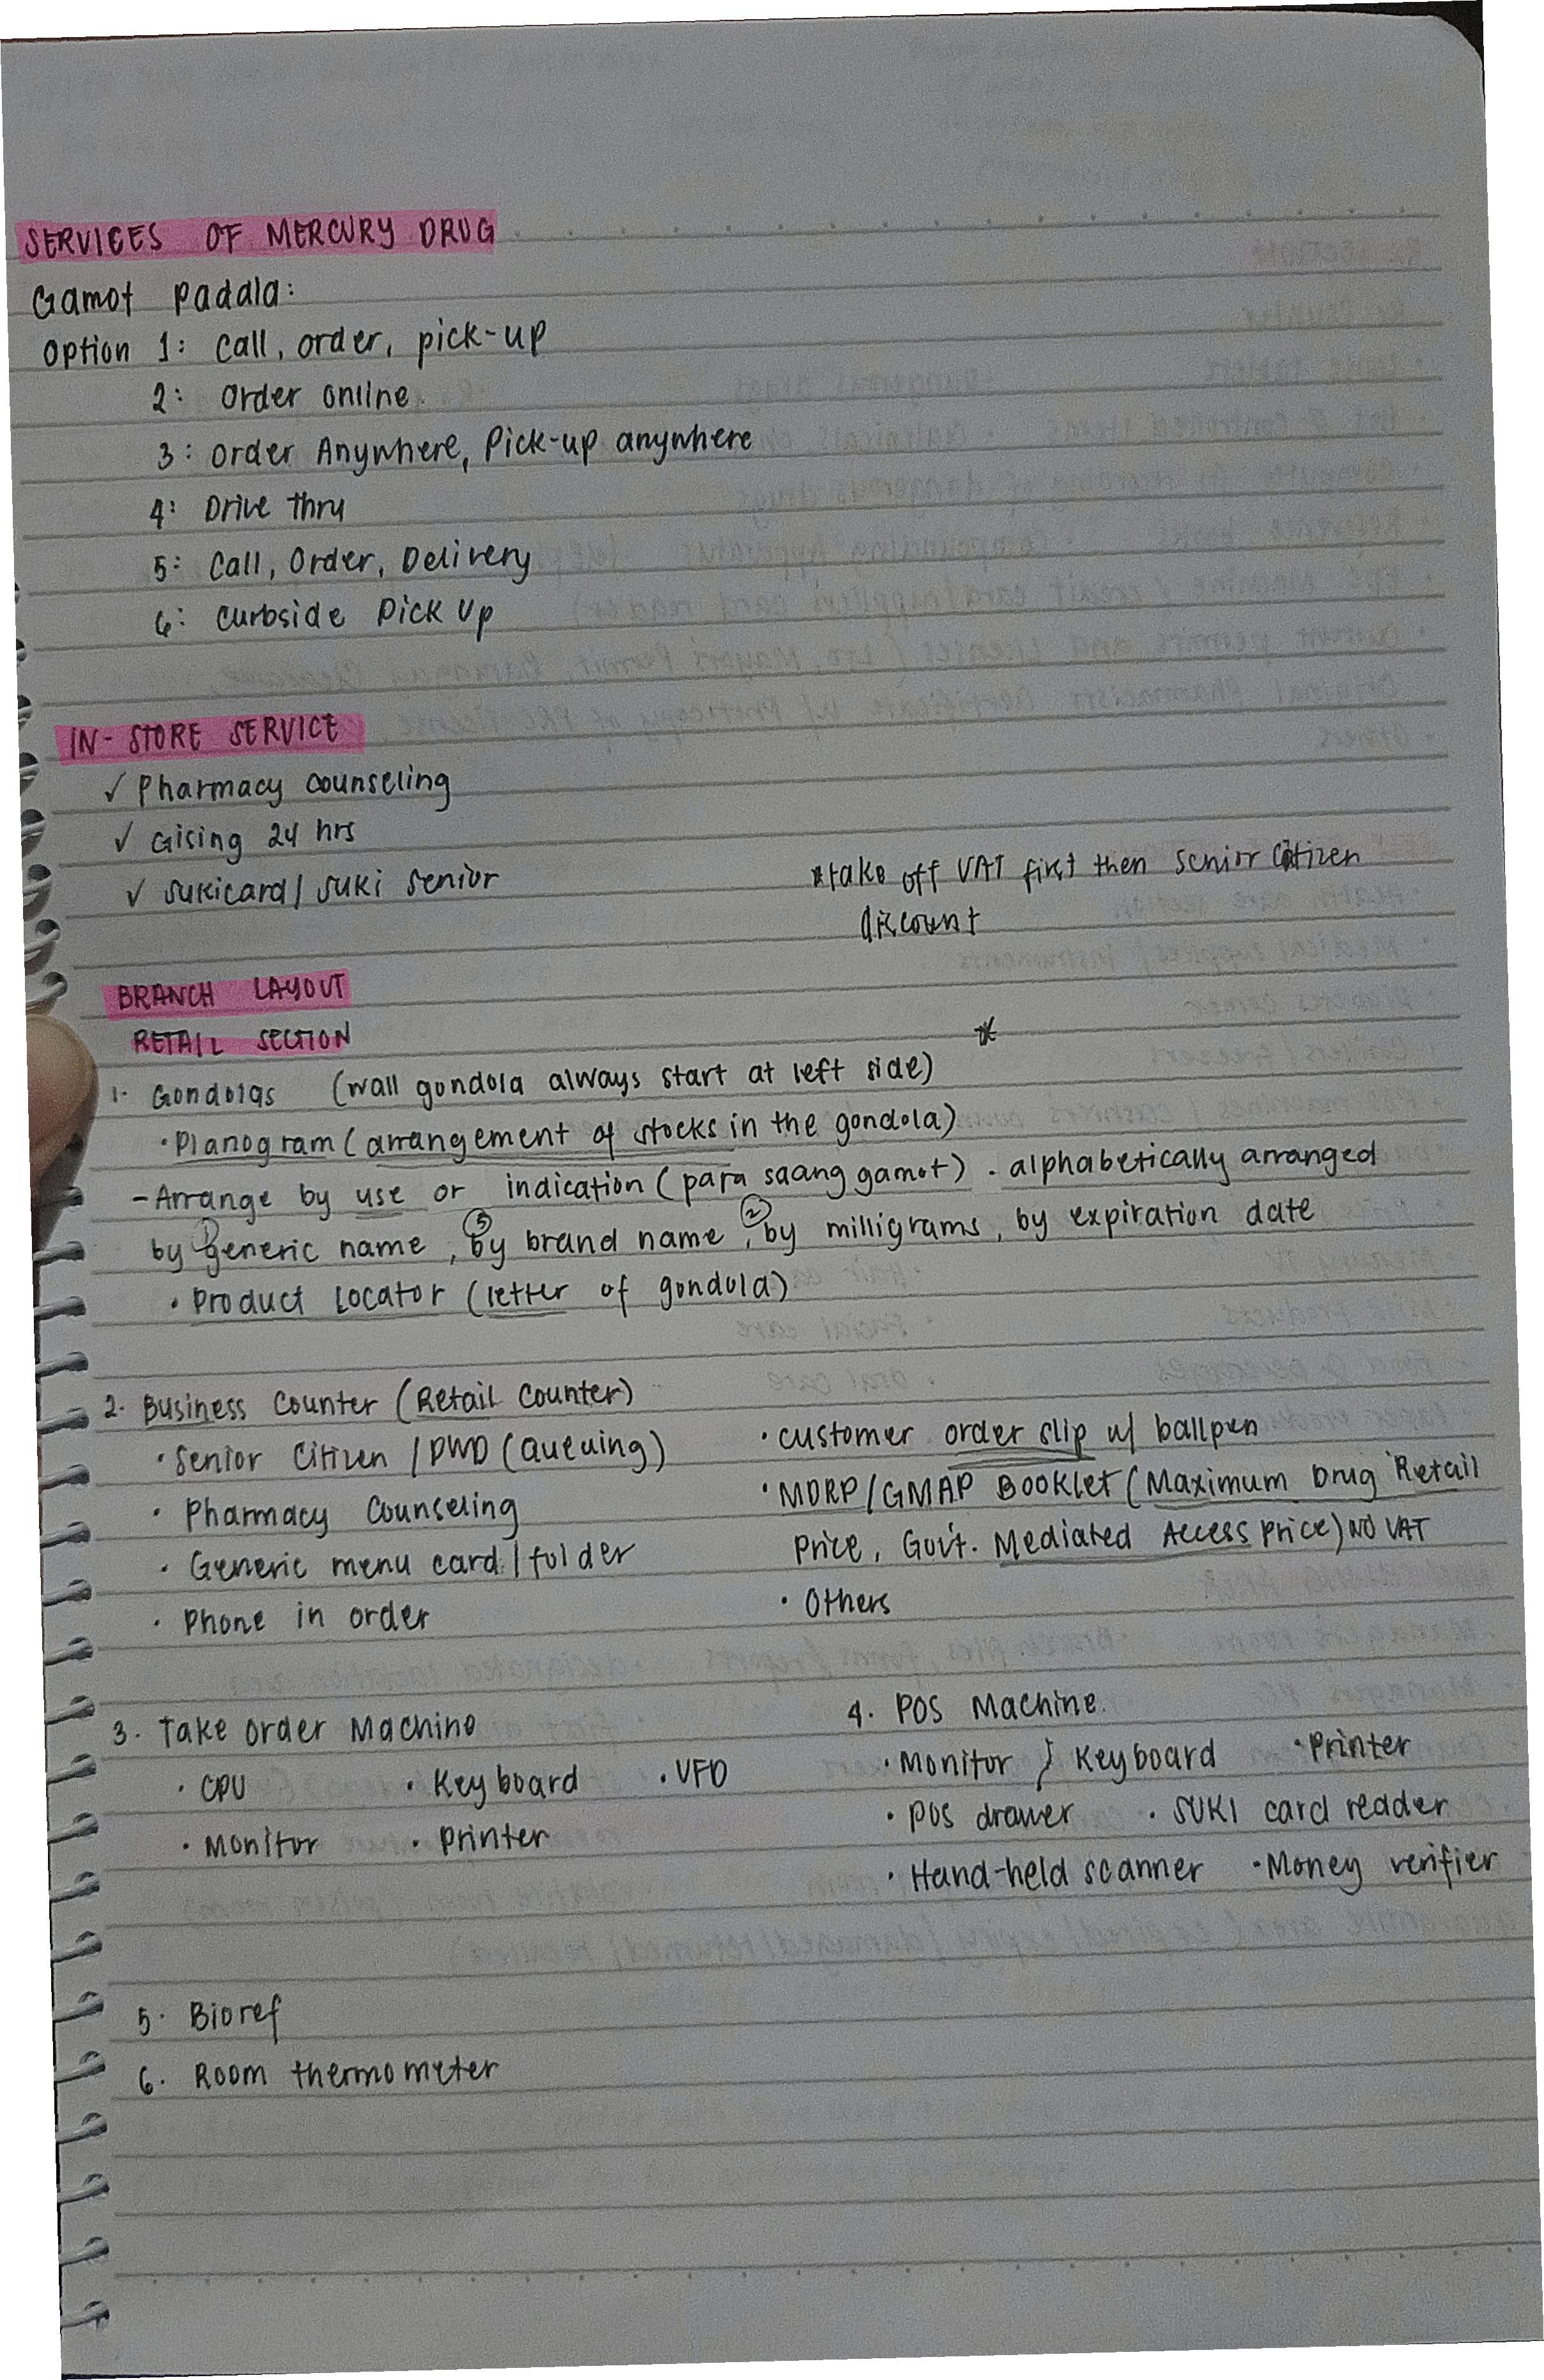 SERVICES OF MERCURY DRUG
Gamot Padala:
Option 1: Call, order, pick-up
2: Order online
3: Order Anywhere, Pick-up anywhere
4: Drive thru
5: Call, Order, Delivery
6: Curbside Pick Up
IN-STORE SERVICE
✓ Pharmacy counseling
✓ Gising 24 hrs
✓ Sukicard/ Suki Senior
*take off VAT first then Senior Citizen
discount
BRANCH LAYOUT
RETAIL SECTION
*
1. Gondolas (wall gondola always start at left side)
• Planogram (arrangement of stocks in the gondola)
- Arrange by use or indication (para saang gamot) . alphabetically arranged
by generic name, ③ by brand name, ② by milligrams, by expiration date
• Product Locator (letter of gondola)
2. Business Counter (Retail Counter)
• Senior Citizen /PWD (Queuing)
• Pharmacy Counseling
• Generic menu card/folder
• Phone in order
• customer order slip w/ ballpen
• MDRP/GMAP Booklet (Maximum Drug Retail
Price, Gov't. Mediated Access Price) NO VAT
• Others
3. Take Order Machine
• CPU • Keyboard • VFD
• Monitor • Printer
4. POS Machine.
• Monitor Keyboard • Printer
• POS drawer • SUKI card reader
• Hand-held scanner • Money verifier
5. Bioref
6. Room thermometer